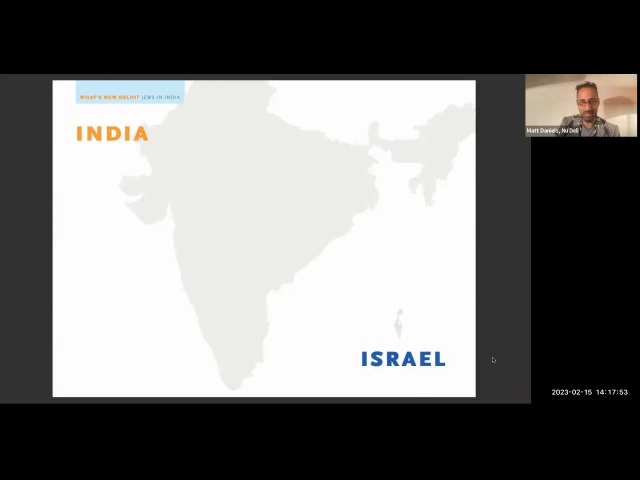 WHAT'S NEW DELHI? JEWS IN INDIA
INDIA
ISRAEL
Matt Daniels, Nu Deli
2023-02-15 14:17:53